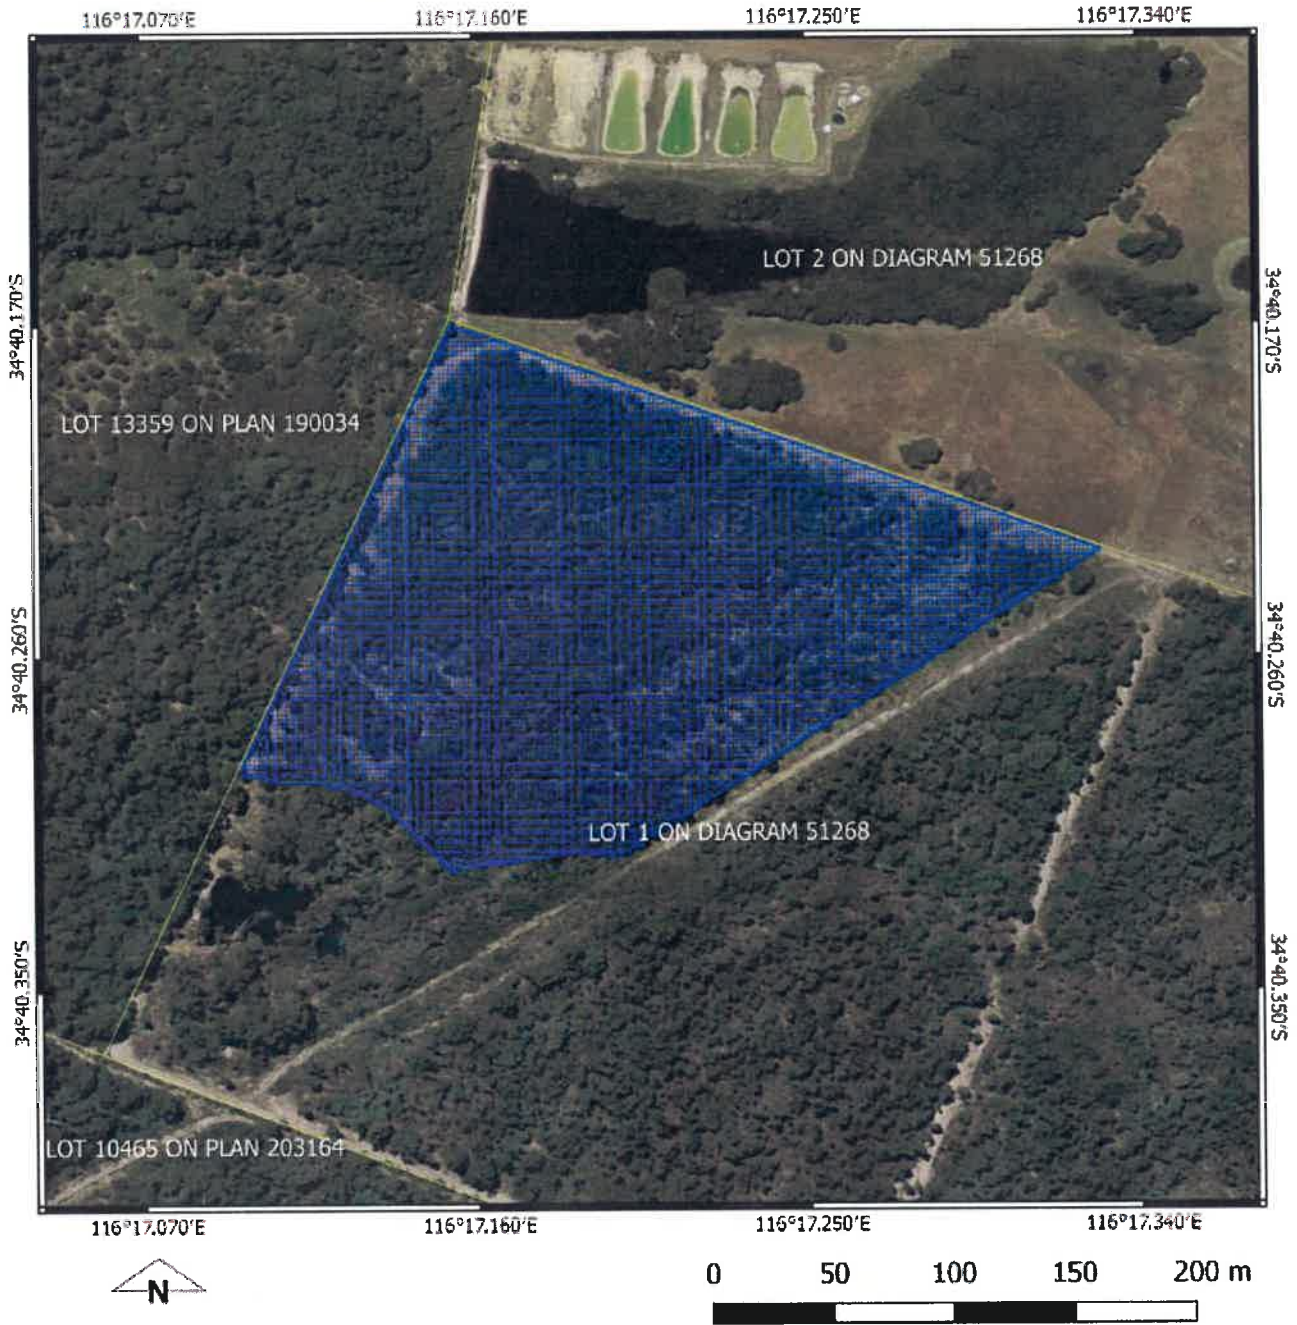 116°17.070'E 116°17.160'E 116°17.250'E 116°17.340'E
LOT 2 ON DIAGRAM 51268
34°40.170'S 34°40.170'S
LOT 13359 ON PLAN 190034
34°40.260'S 34°40.260'S
LOT 1 ON DIAGRAM 51268
34°40.350'S 34°40.350'S
LOT 10465 ON PLAN 203164
116°17.070'E 116°17.160'E 116°17.250'E 116°17.340'E
N
0 50 100 150 200 m